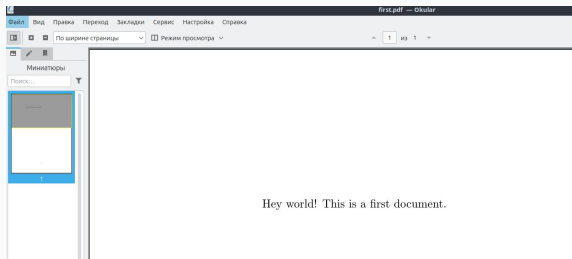 first.pdf — Okular
Файл Вид Правка Переход Закладки Сервис Настройка Справка
По ширине страницы Режим просмотра 1 из 1
Миниатюры
Поиск...
1
Hey world! This is a first document.